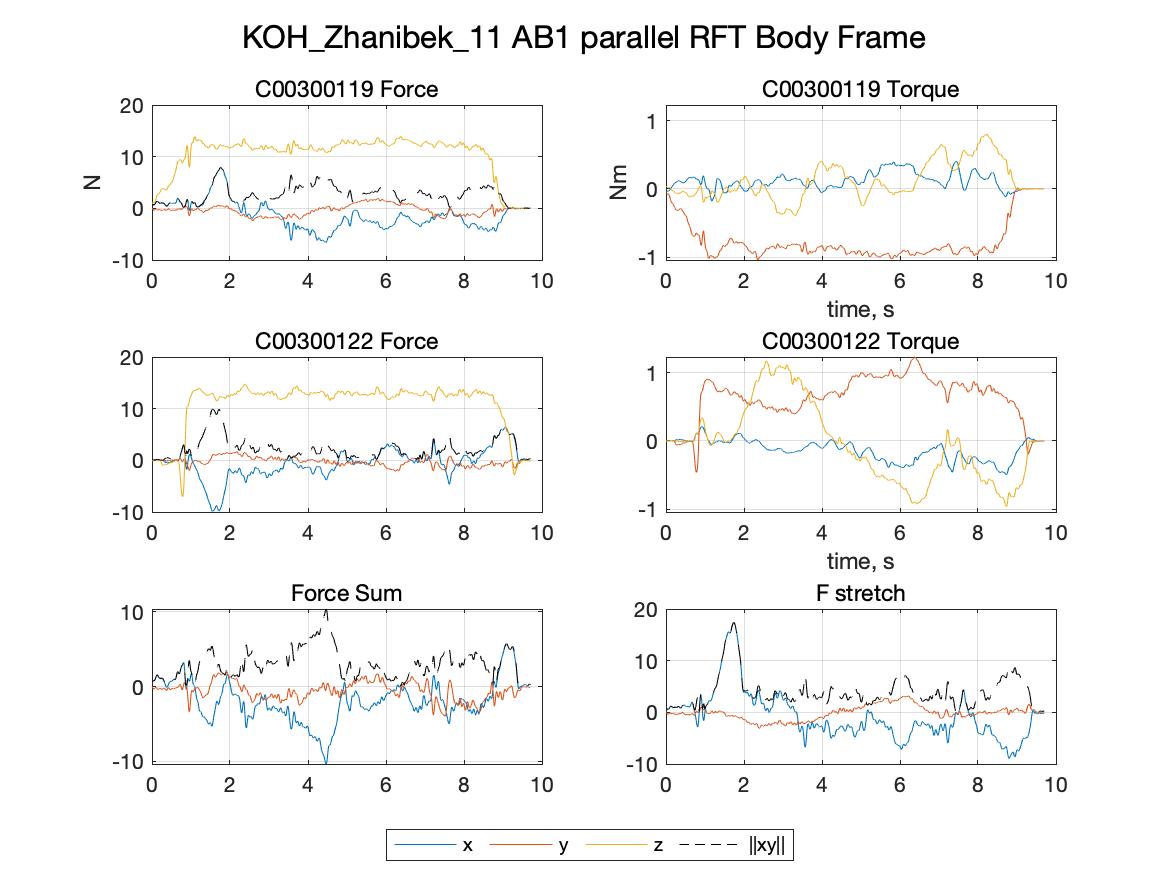 KOH_Zhanibek_11 AB1 parallel RFT Body Frame
C00300119 Force
C00300119 Torque
20
10
0
-10
N
0 2 4 6 8 10
1
0
-1
Nm
0 2 4 6 8 10
time, s
C00300122 Force
C00300122 Torque
20
10
0
-10
0 2 4 6 8 10
1
0
-1
0 2 4 6 8 10
time, s
Force Sum
F stretch
10
0
-10
0 2 4 6 8 10
20
10
0
-10
0 2 4 6 8 10
x y z ||xy||